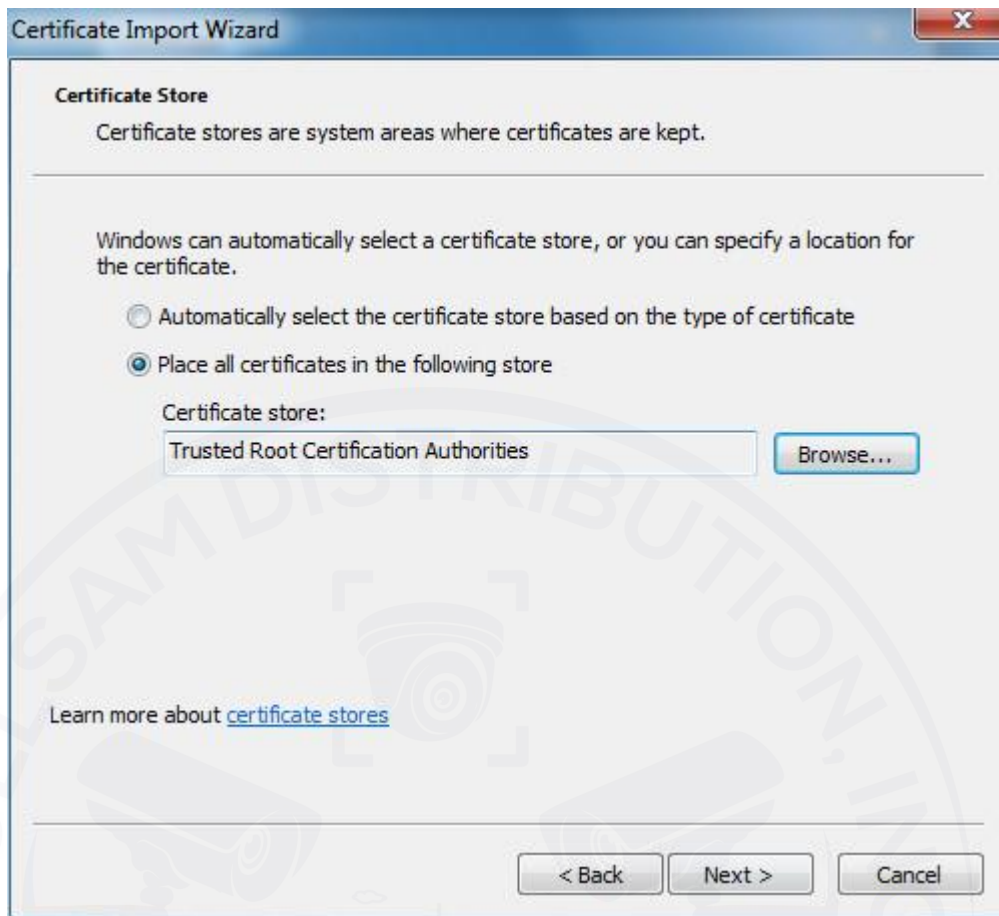 Certificate Import Wizard
Certificate Store
Certificate stores are system areas where certificates are kept.
Windows can automatically select a certificate store, or you can specify a location for
the certificate.
Automatically select the certificate store based on the type of certificate
Place all certificates in the following store
Certificate store:
Trusted Root Certification Authorities
Browse...
SAM DISTRIBUTION, IN
Learn more about certificate stores
< Back
Next >
Cancel